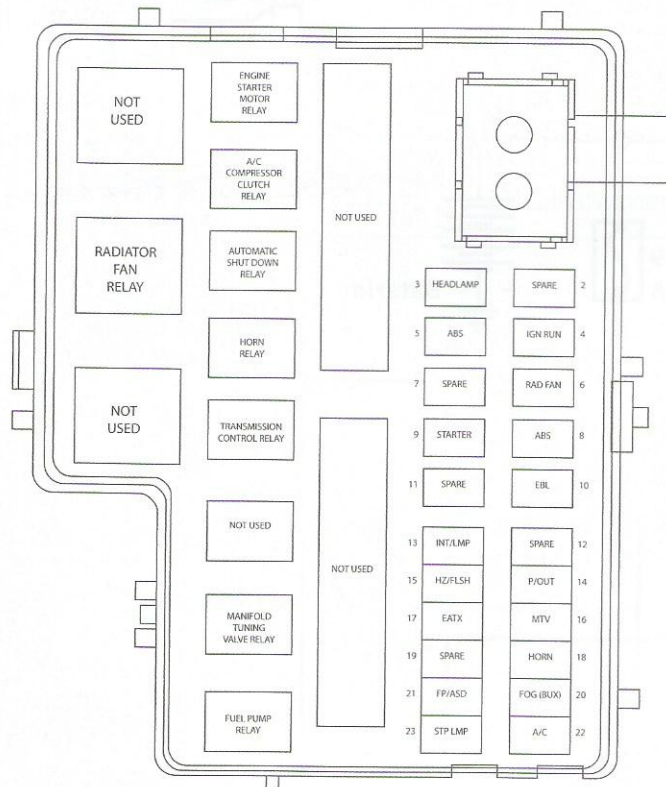 NOT
USED
ENGINE
STARTER
MOTOR
RELAY
A/C
COMPRESSOR
CLUTCH
RELAY
NOT USED
RADIATOR
FAN
RELAY
AUTOMATIC
SHUT DOWN
RELAY
HORN
RELAY
NOT
USED
TRANSMISSION
CONTROL RELAY
NOT USED
NOT USED
MANIFOLD
TUNING
VALVE RELAY
FUEL PUMP
RELAY
3 HEADLAMP SPARE 2
5 ABS IGN RUN 4
7 SPARE RAD FAN 6
9 STARTER ABS 8
11 SPARE EBL 10
13 INT/LMP SPARE 12
15 HZ/FLSH P/OUT 14
17 EATX MTV 16
19 SPARE HORN 18
21 FP/ASD FOG (BUX) 20
23 STP LMP A/C 22